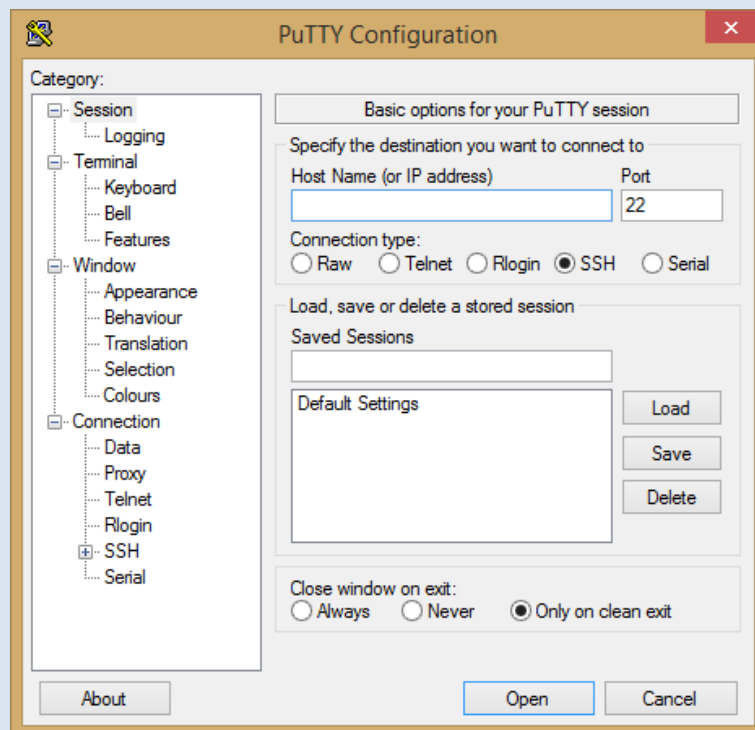 PuTTY Configuration
Category:
Session
Logging
Terminal
Keyboard
Bell
Features
Window
Appearance
Behaviour
Translation
Selection
Colours
Connection
Data
Proxy
Telnet
Rlogin
SSH
Serial
Basic options for your PuTTY session
Specify the destination you want to connect to
Host Name (or IP address) Port
22
Connection type:
Raw Telnet Rlogin SSH Serial
Load, save or delete a stored session
Saved Sessions
Default Settings
Load
Save
Delete
Close window on exit:
Always Never Only on clean exit
About Open Cancel